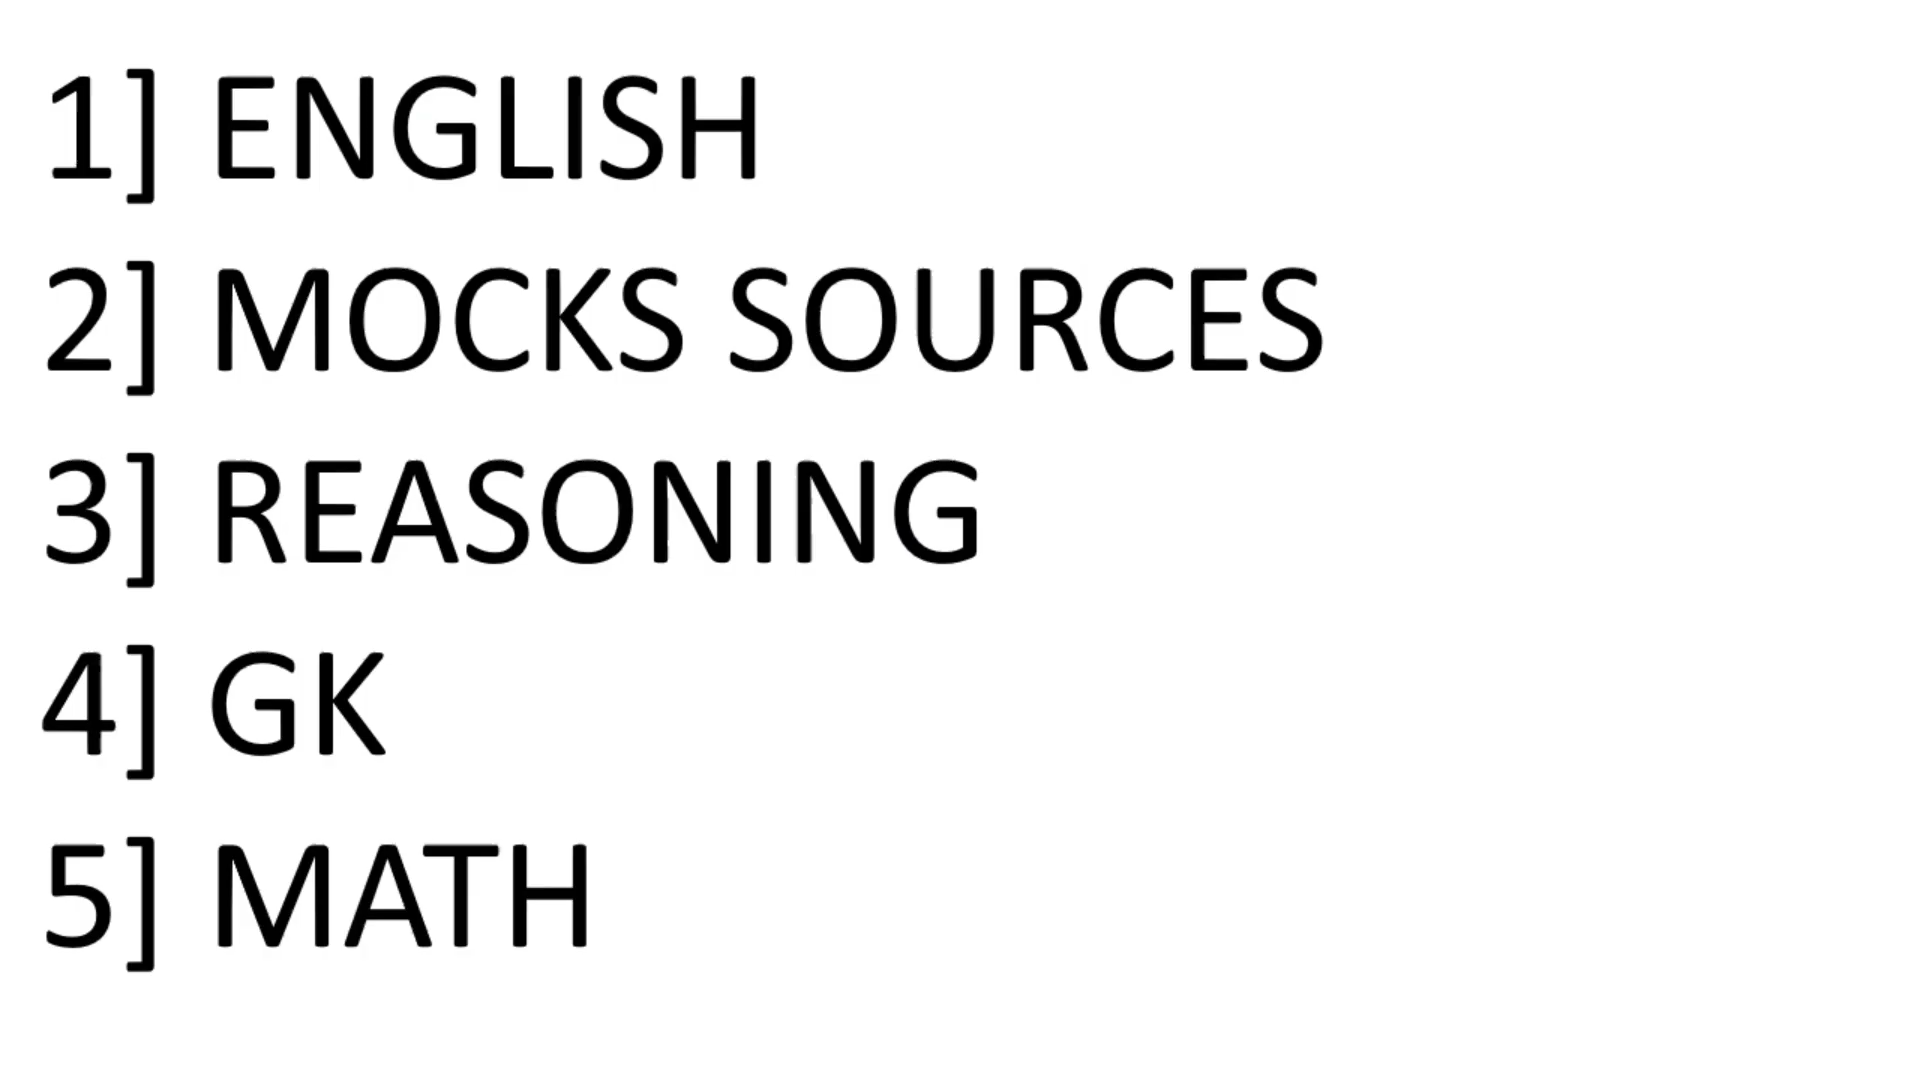 1] ENGLISH
2] MOCKS SOURCES
3] REASONING
4] GK
5] MATH